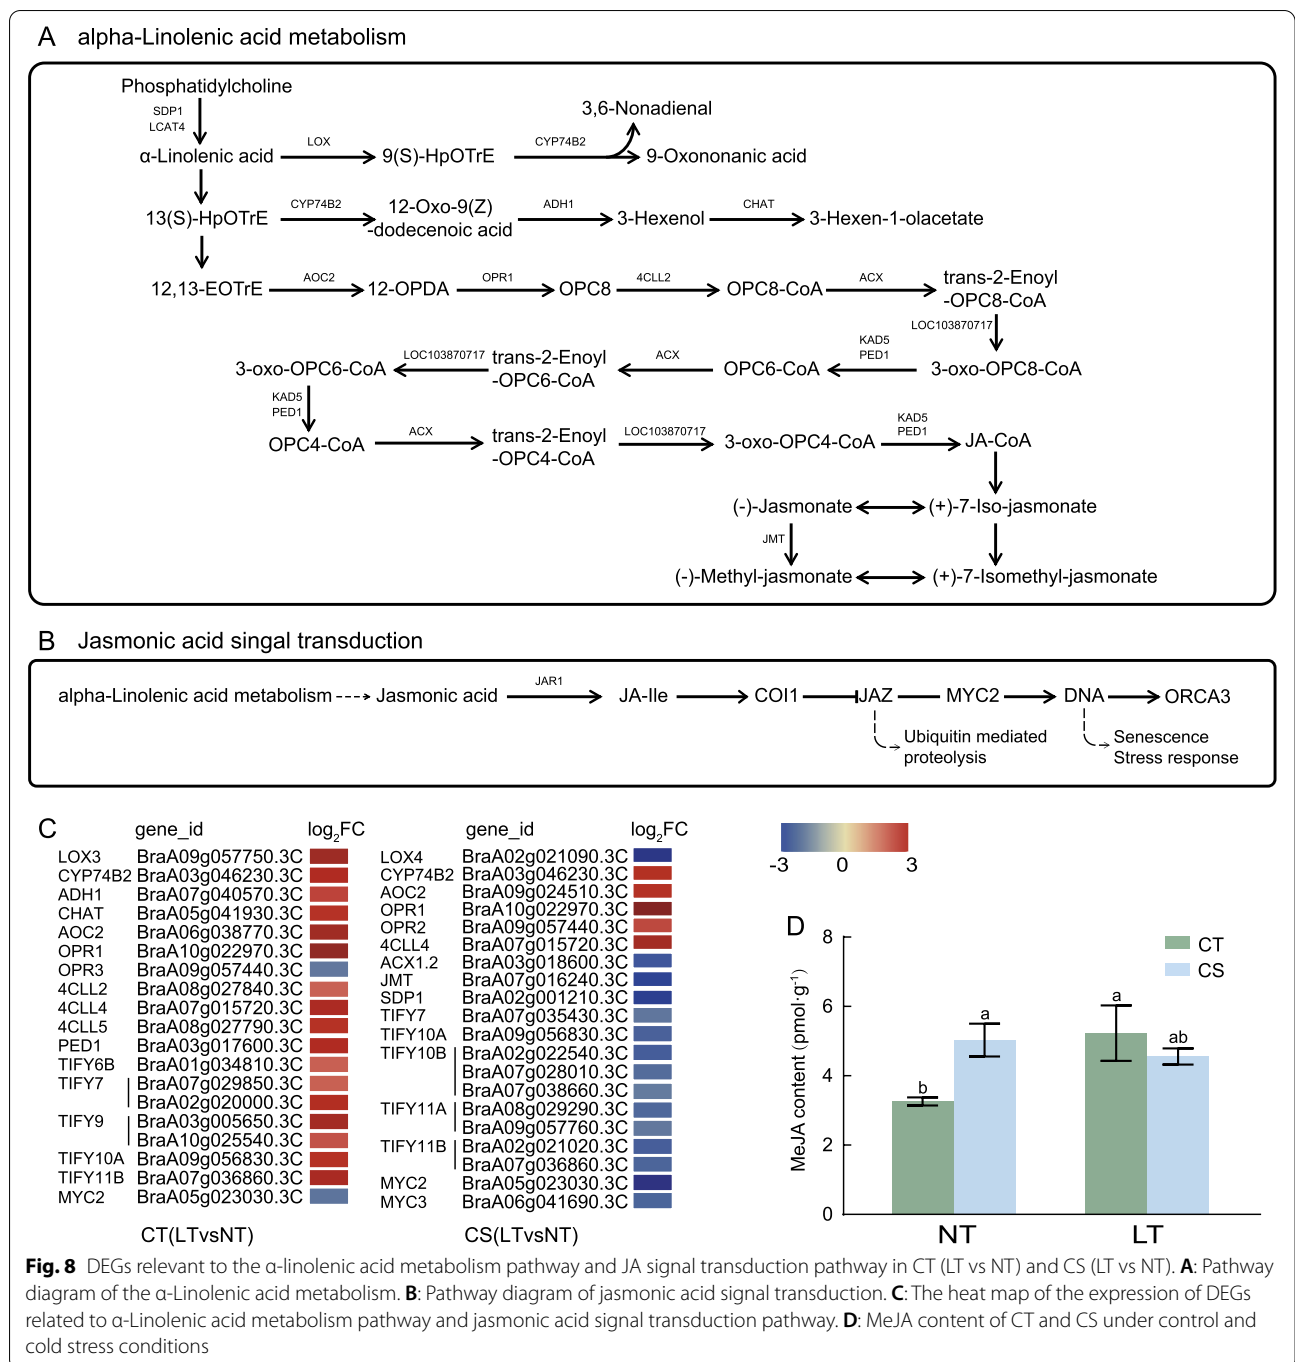 A alpha-Linolenic acid metabolism
Phosphatidylcholine
SDP1
LCAT4
3,6-Nonadienal
α-Linolenic acid LOX 9(S)-HpOTrE CYP74B2 9-Oxononanic acid
13(S)-HpOTrE CYP74B2 12-Oxo-9(Z) ADH1 3-Hexenol CHAT 3-Hexen-1-olacetate
-dodecenoic acid
12,13-EOTrE AOC2 12-OPDA OPR1 OPC8 4CLL2 OPC8-CoA ACX trans-2-Enoyl
-OPC8-CoA
LOC103870717
3-oxo-OPC6-CoA LOC103870717 trans-2-Enoyl ACX OPC6-CoA KAD5 3-oxo-OPC8-CoA
-OPC6-CoA PED1
KAD5
PED1
OPC4-CoA ACX trans-2-Enoyl LOC103870717 3-oxo-OPC4-CoA KAD5 JA-CoA
-OPC4-CoA PED1
(-)-Jasmonate (+)-7-Iso-jasmonate
JMT
(-)-Methyl-jasmonate (+)-7-Isomethyl-jasmonate
B Jasmonic acid singal transduction
alpha-Linolenic acid metabolism Jasmonic acid JAR1 JA-Ile COI1 JAZ MYC2 DNA ORCA3
Ubiquitin mediated Senescence
proteolysis Stress response
C gene_id log2FC
LOX3 BraA09g057750.3C
CYP74B2 BraA03g046230.3C
ADH1 BraA07g040570.3C
CHAT BraA05g041930.3C
AOC2 BraA06g038770.3C
OPR1 BraA10g022970.3C
OPR3 BraA09g057440.3C
4CLL2 BraA08g027840.3C
4CLL4 BraA07g015720.3C
4CLL5 BraA08g027790.3C
PED1 BraA03g017600.3C
TIFY6B BraA01g034810.3C
TIFY7 BraA07g029850.3C
BraA02g020000.3C
TIFY9 BraA03g005650.3C
BraA10g025540.3C
TIFY10A BraA09g056830.3C
TIFY11B BraA07g036860.3C
MYC2 BraA05g023030.3C
CT(LTvsNT)
gene_id log2FC
LOX4 BraA02g021090.3C
CYP74B2 BraA03g046230.3C
AOC2 BraA09g024510.3C
OPR1 BraA10g022970.3C
OPR2 BraA09g057440.3C
4CLL4 BraA07g015720.3C
ACX1.2 BraA03g018600.3C
JMT BraA07g016240.3C
SDP1 BraA02g001210.3C
TIFY7 BraA07g035430.3C
TIFY10A BraA09g056830.3C
TIFY10B BraA02g022540.3C
BraA07g028010.3C
BraA07g038660.3C
TIFY11A BraA08g029290.3C
BraA09g057760.3C
TIFY11B BraA02g021020.3C
BraA07g036860.3C
MYC2 BraA05g023030.3C
MYC3 BraA06g041690.3C
CS(LTvsNT)
-3 0 3
D
MeJA content (pmol·g-1)
8
6
4
2
0
CT
CS
b a a ab
NT LT
Fig. 8 DEGs relevant to the α-linolenic acid metabolism pathway and JA signal transduction pathway in CT (LT vs NT) and CS (LT vs NT). A: Pathway
diagram of the α-Linolenic acid metabolism. B: Pathway diagram of jasmonic acid signal transduction. C: The heat map of the expression of DEGs
related to α-Linolenic acid metabolism pathway and jasmonic acid signal transduction pathway. D: MeJA content of CT and CS under control and
cold stress conditions